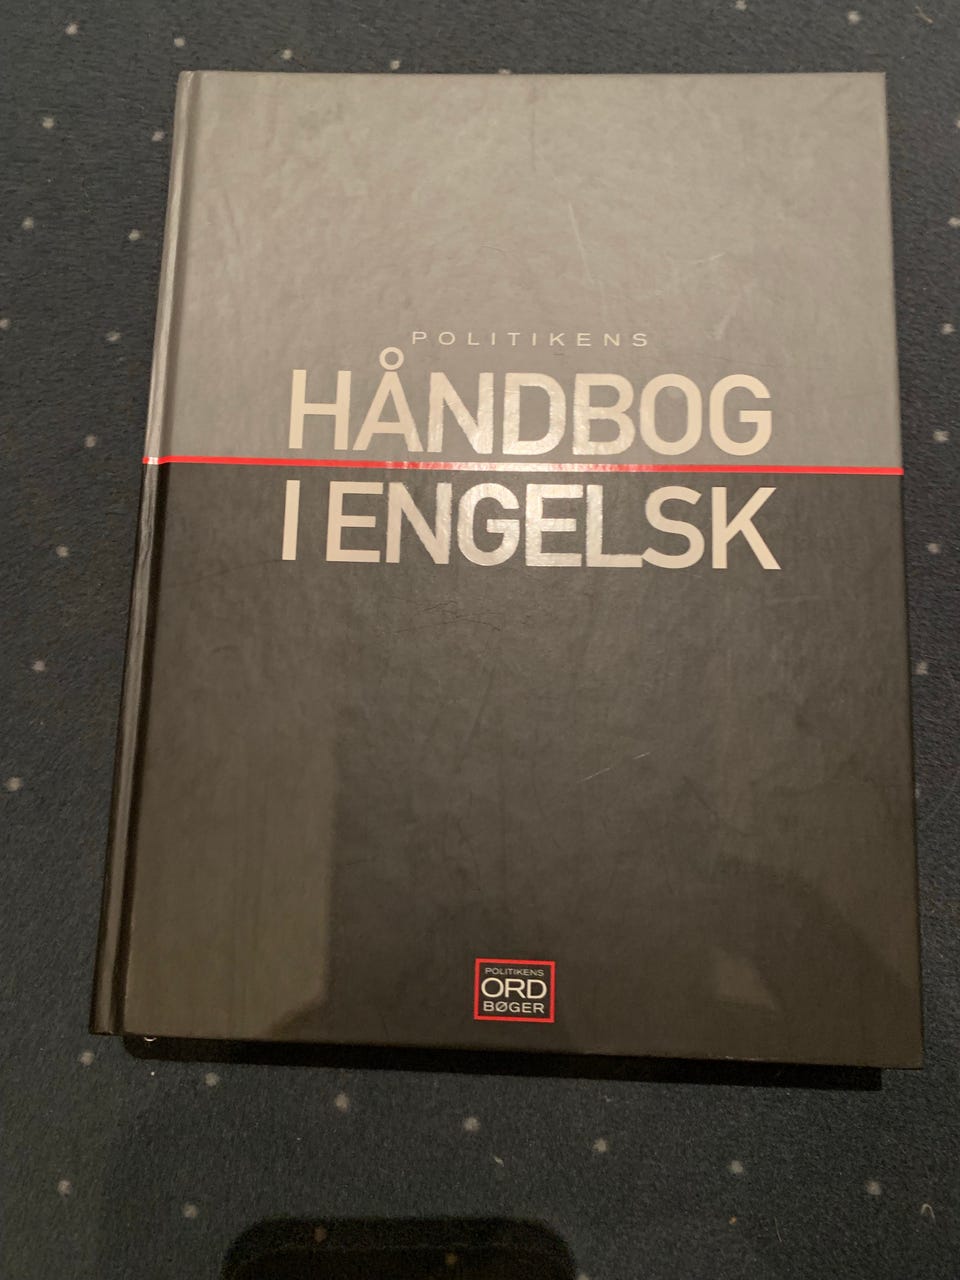 POLITIKENS
HÅNDBOG
I ENGELSK
POLITIKENS
ORD
BØGER